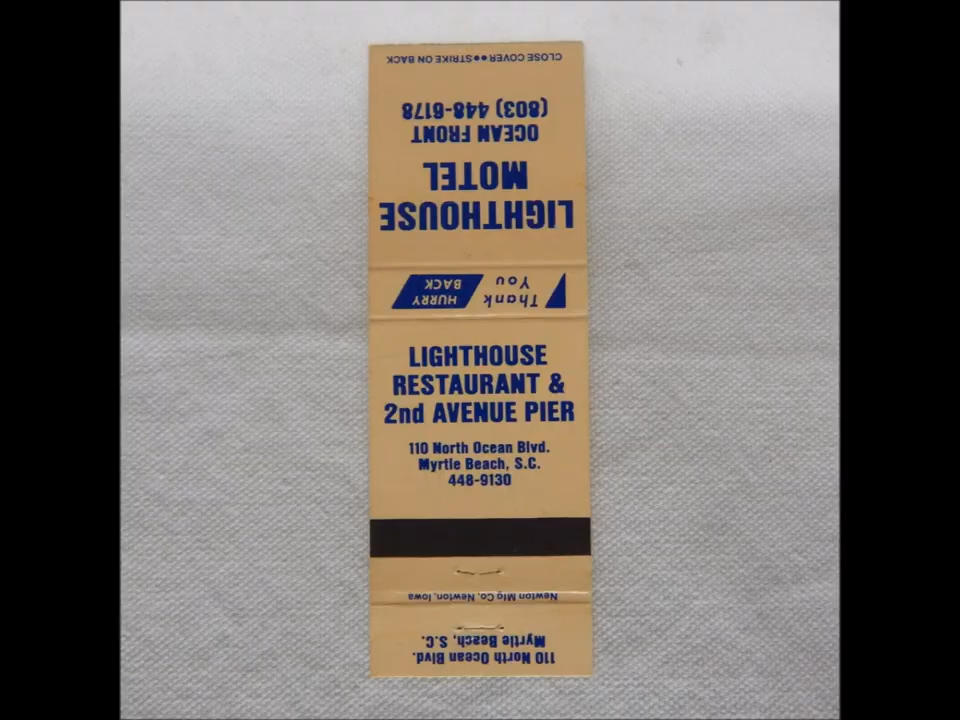 CLOSE COVER●●STRIKE ON BACK
LIGHTHOUSE
MOTEL
OCEAN FRONT
(803) 448-6178
Thank
You
HURRY
BACK
LIGHTHOUSE
RESTAURANT &
2nd AVENUE PIER
110 North Ocean Blvd.
Myrtle Beach, S.C.
448-9130
Newton Mfg Co, Newton, Iowa
110 North Ocean Blvd.
Myrtle Beach, S.C.